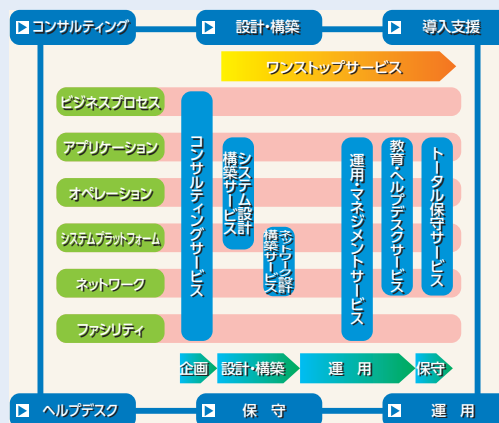 コンサルティング
設計・構築
導入支援
ワンストップサービス
ビジネスプロセス
アプリケーション
オペレーション
システムプラットフォーム
ネットワーク
ファシリティ
コンサルティングサービス
システム設計
構築サービス
ネットワーク設計
構築サービス
運用・マネジメントサービス
教育・ヘルプデスクサービス
トータル保守サービス
企画
設計・構築
運 用
保守
ヘルプデスク
保 守
運 用